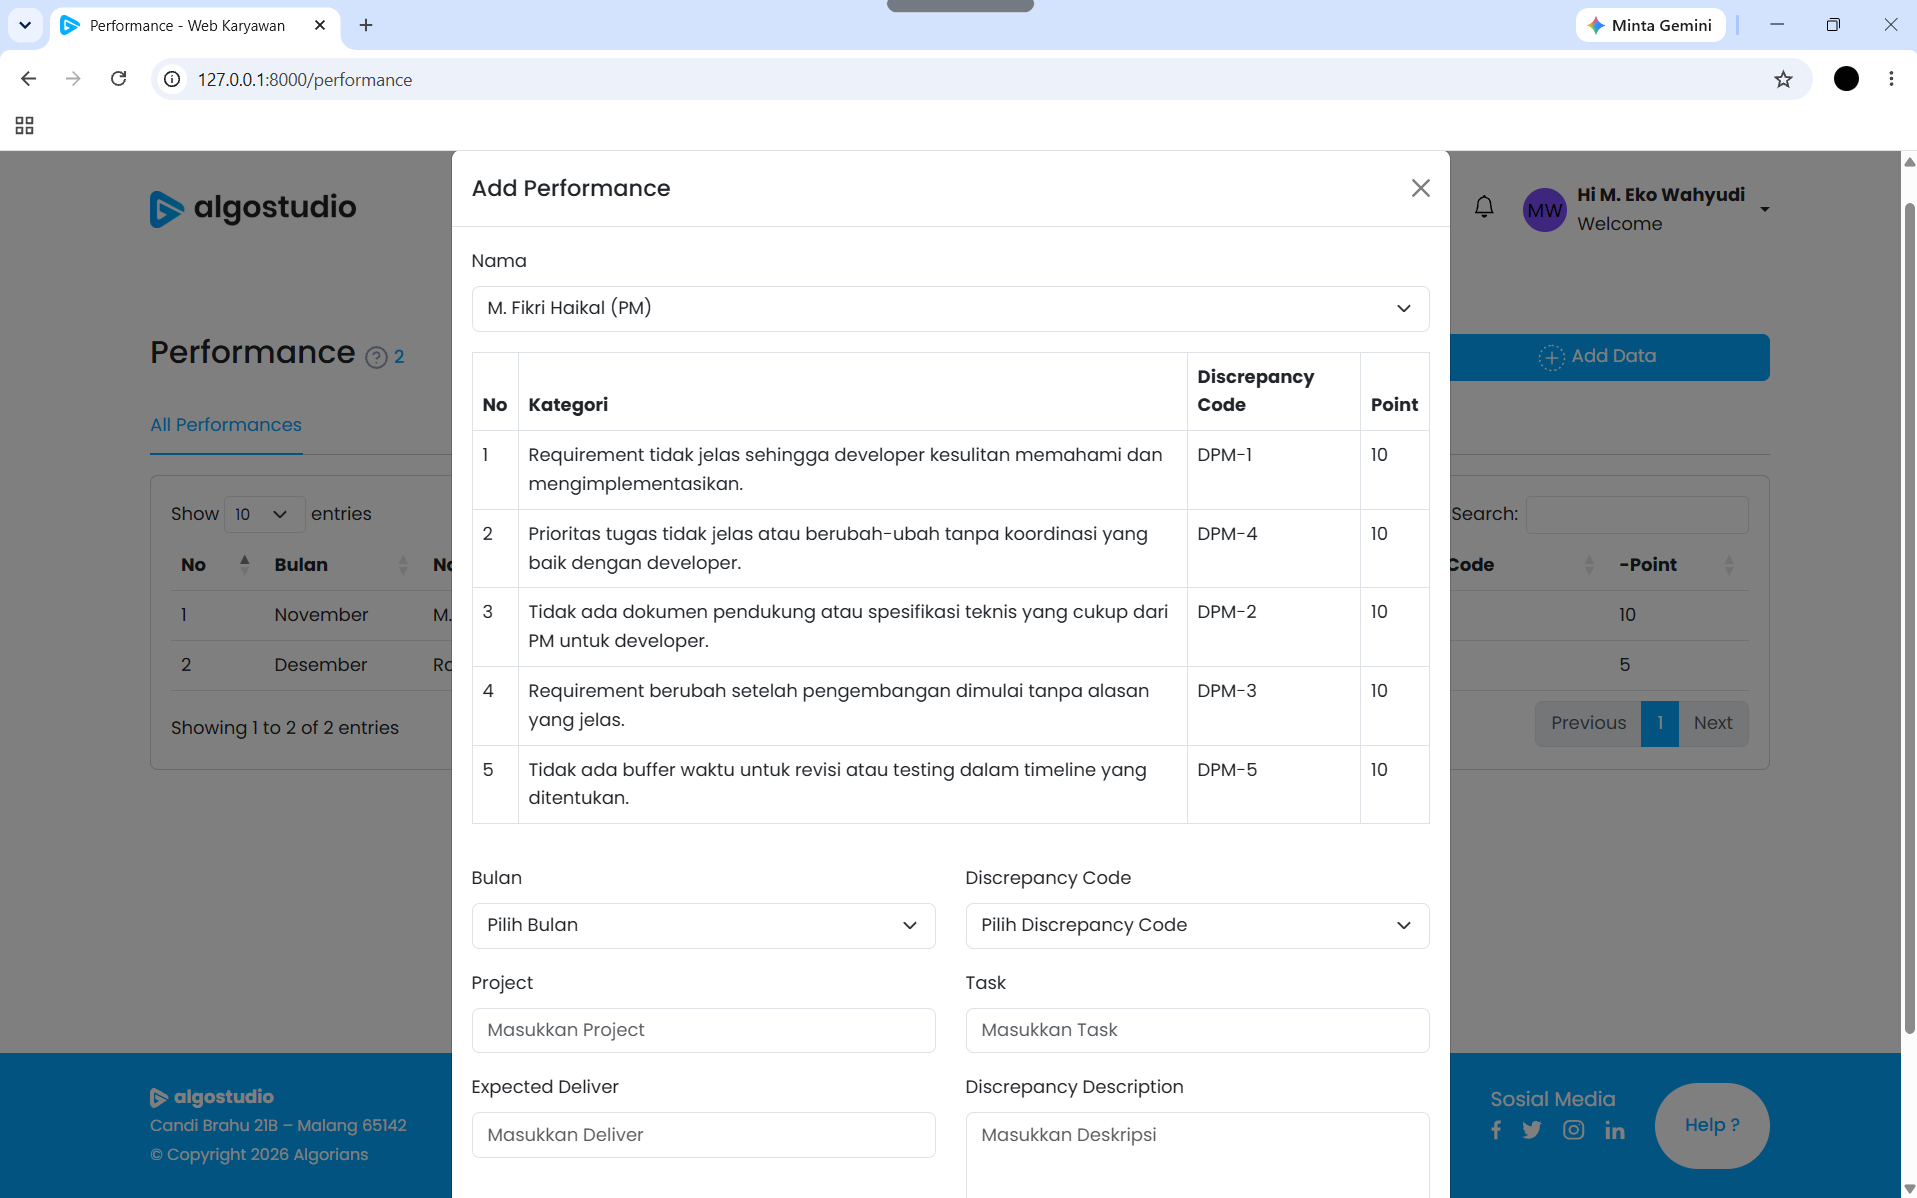 Performance - Web Karyawan
Minta Gemini
127.0.0.1:8000/performance
algostudio
Add Performance
MW
Hi M. Eko Wahyudi
Welcome
Nama
M. Fikri Haikal (PM)
Performance ? 2
Add Data
All Performances
No Kategori Discrepancy Code Point
1 Requirement tidak jelas sehingga developer kesulitan memahami dan DPM-1 10
mengimplementasikan.
2 Prioritas tugas tidak jelas atau berubah-ubah tanpa koordinasi yang DPM-4 10
baik dengan developer.
3 Tidak ada dokumen pendukung atau spesifikasi teknis yang cukup dari DPM-2 10
PM untuk developer.
4 Requirement berubah setelah pengembangan dimulai tanpa alasan DPM-3 10
yang jelas.
5 Tidak ada buffer waktu untuk revisi atau testing dalam timeline yang DPM-5 10
ditentukan.
Show 10 entries
Search:
No Bulan Code -Point
1 November M. 10
2 Desember 5
Showing 1 to 2 of 2 entries
Previous 1 Next
Bulan
Pilih Bulan
Discrepancy Code
Pilih Discrepancy Code
Project
Masukkan Project
Task
Masukkan Task
Expected Deliver
Masukkan Deliver
Discrepancy Description
Masukkan Deskripsi
algostudio
Candi Brahu 21B – Malang 65142
© Copyright 2026 Algorians
Sosial Media
Help ?